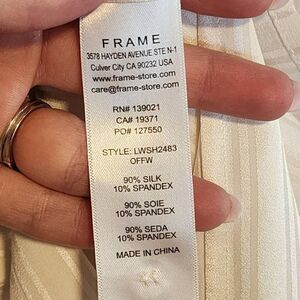 FRAME
3578 HAYDEN AVENUE STE N-1
Culver City CA 90232 USA
www.frame-store.com
care@frame-store.com
RN# 139021
CA# 19371
PO# 127550
STYLE: LWSH2483
OFFW
90% SILK
10% SPANDEX
90% SOIE
10% SPANDEX
90% SEDA
10% SPANDEX
MADE IN CHINA